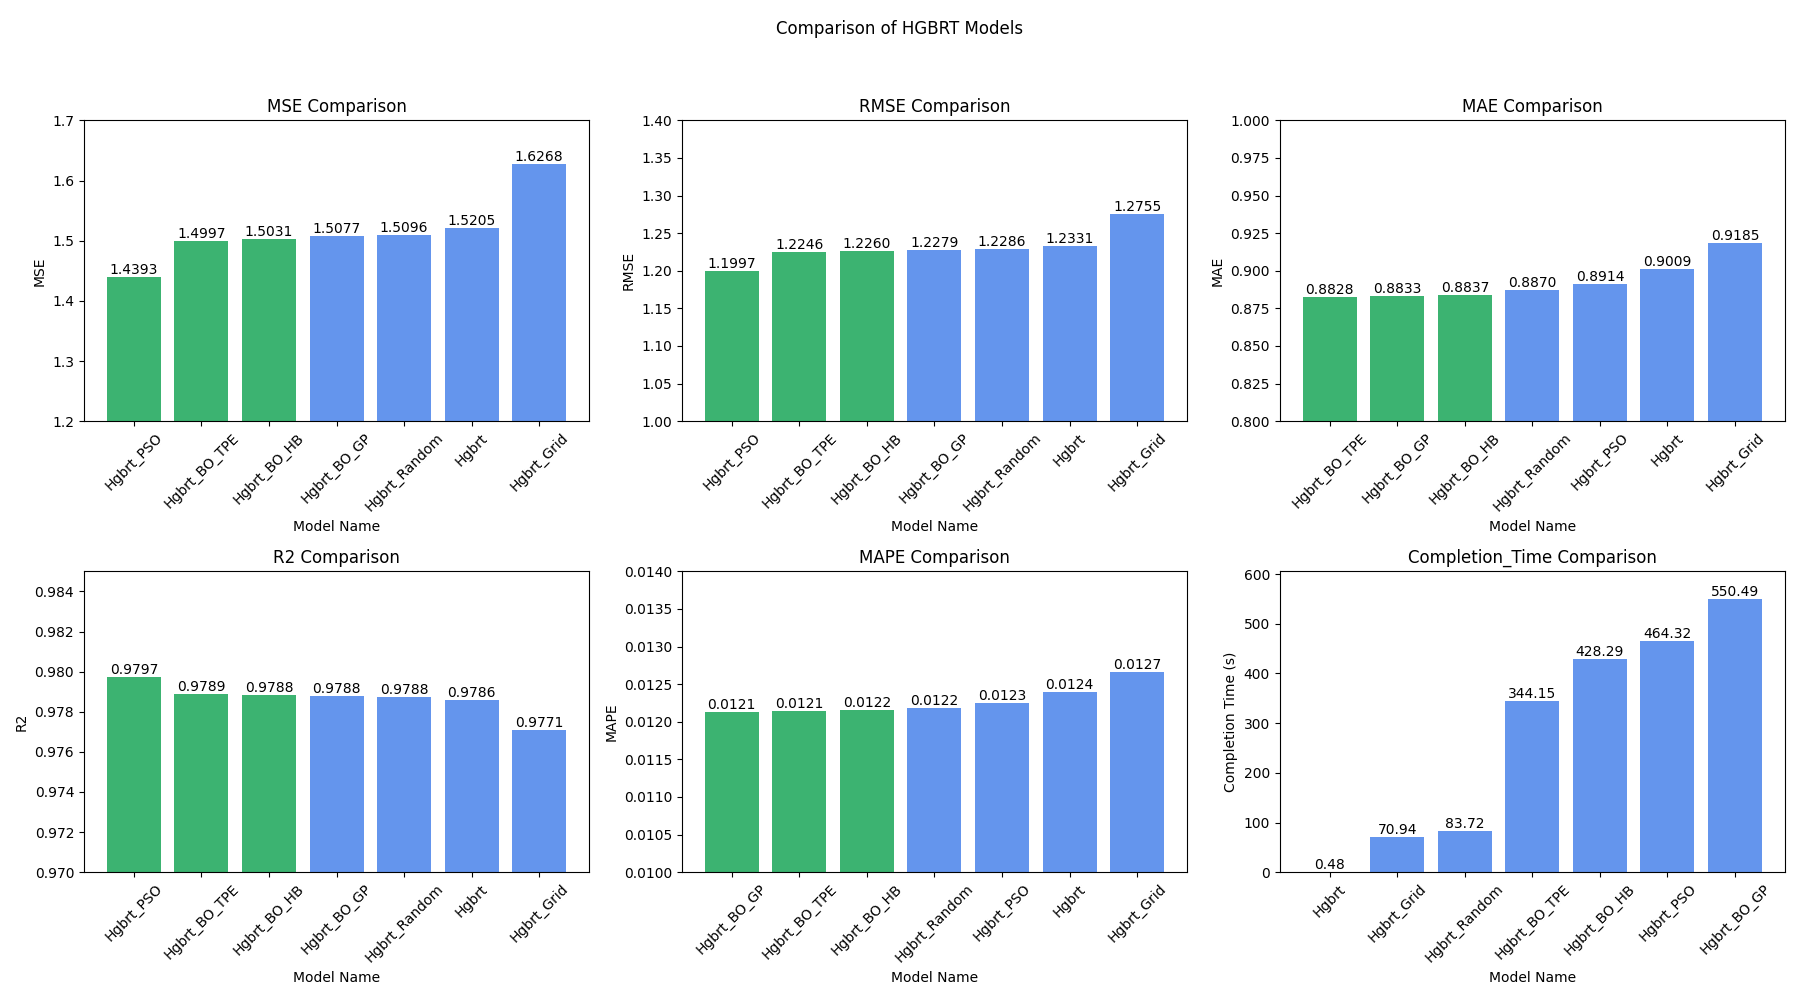 Comparison of HGBRT Models
MSE Comparison
MSE
1.7
1.6
1.5
1.4
1.3
1.2
1.4393
1.4997
1.5031
1.5077
1.5096
1.5205
1.6268
Hgbrt_PSO
Hgbrt_BO_TPE
Hgbrt_BO_HB
Hgbrt_BO_GP
Hgbrt_Random
Hgbrt
Hgbrt_Grid
Model Name
RMSE Comparison
RMSE
1.40
1.35
1.30
1.25
1.20
1.15
1.10
1.05
1.00
1.1997
1.2246
1.2260
1.2279
1.2286
1.2331
1.2755
Hgbrt_PSO
Hgbrt_BO_TPE
Hgbrt_BO_HB
Hgbrt_BO_GP
Hgbrt_Random
Hgbrt
Hgbrt_Grid
Model Name
MAE Comparison
MAE
1.000
0.975
0.950
0.925
0.900
0.875
0.850
0.825
0.800
0.8828
0.8833
0.8837
0.8870
0.8914
0.9009
0.9185
Hgbrt_BO_TPE
Hgbrt_BO_GP
Hgbrt_BO_HB
Hgbrt_Random
Hgbrt_PSO
Hgbrt
Hgbrt_Grid
Model Name
R2 Comparison
R2
0.984
0.982
0.980
0.978
0.976
0.974
0.972
0.970
0.9797
0.9789
0.9788
0.9788
0.9788
0.9786
0.9771
Hgbrt_PSO
Hgbrt_BO_TPE
Hgbrt_BO_HB
Hgbrt_BO_GP
Hgbrt_Random
Hgbrt
Hgbrt_Grid
Model Name
MAPE Comparison
MAPE
0.0140
0.0135
0.0130
0.0125
0.0120
0.0115
0.0110
0.0105
0.0100
0.0121
0.0121
0.0122
0.0122
0.0123
0.0124
0.0127
Hgbrt_BO_GP
Hgbrt_BO_TPE
Hgbrt_BO_HB
Hgbrt_Random
Hgbrt_PSO
Hgbrt
Hgbrt_Grid
Model Name
Completion_Time Comparison
Completion Time (s)
600
500
400
300
200
100
0
0.48
70.94
83.72
344.15
428.29
464.32
550.49
Hgbrt
Hgbrt_Grid
Hgbrt_Random
Hgbrt_BO_TPE
Hgbrt_BO_HB
Hgbrt_PSO
Hgbrt_BO_GP
Model Name